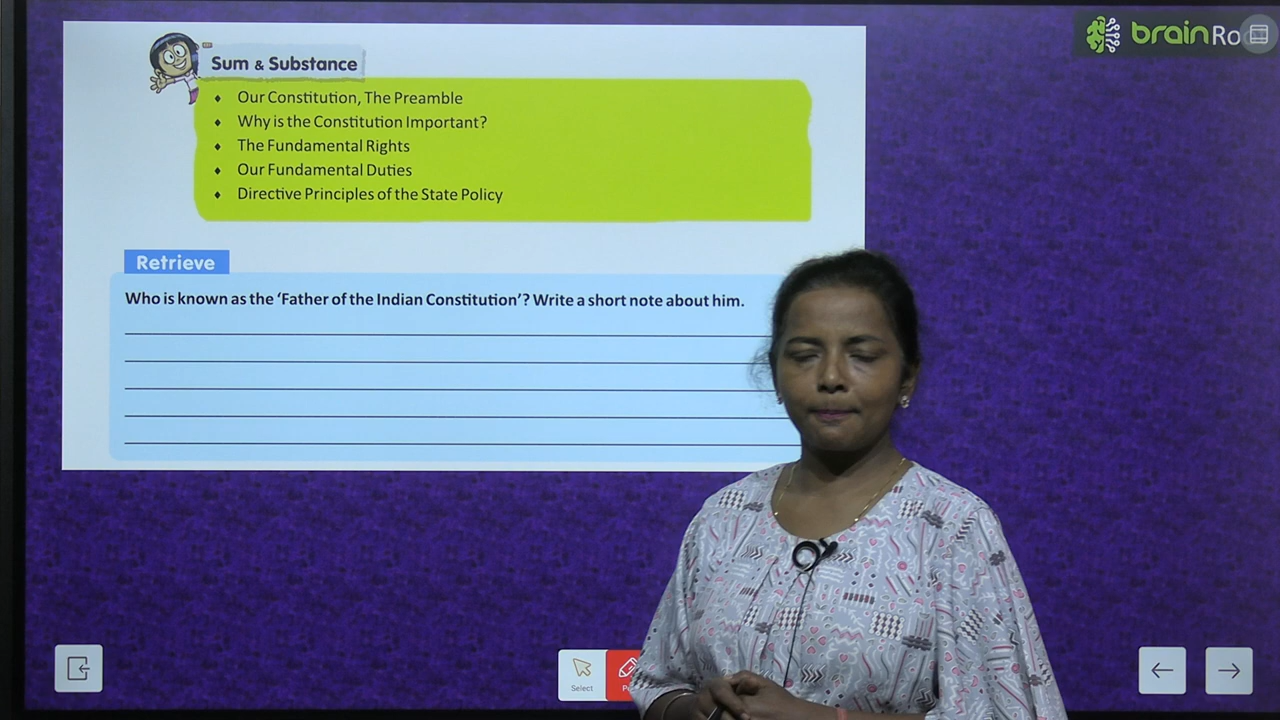 brainRo
Sum & Substance
♦ Our Constitution, The Preamble
♦ Why is the Constitution Important?
♦ The Fundamental Rights
♦ Our Fundamental Duties
♦ Directive Principles of the State Policy
Retrieve
Who is known as the ‘Father of the Indian Constitution’? Write a short note about him.
Select